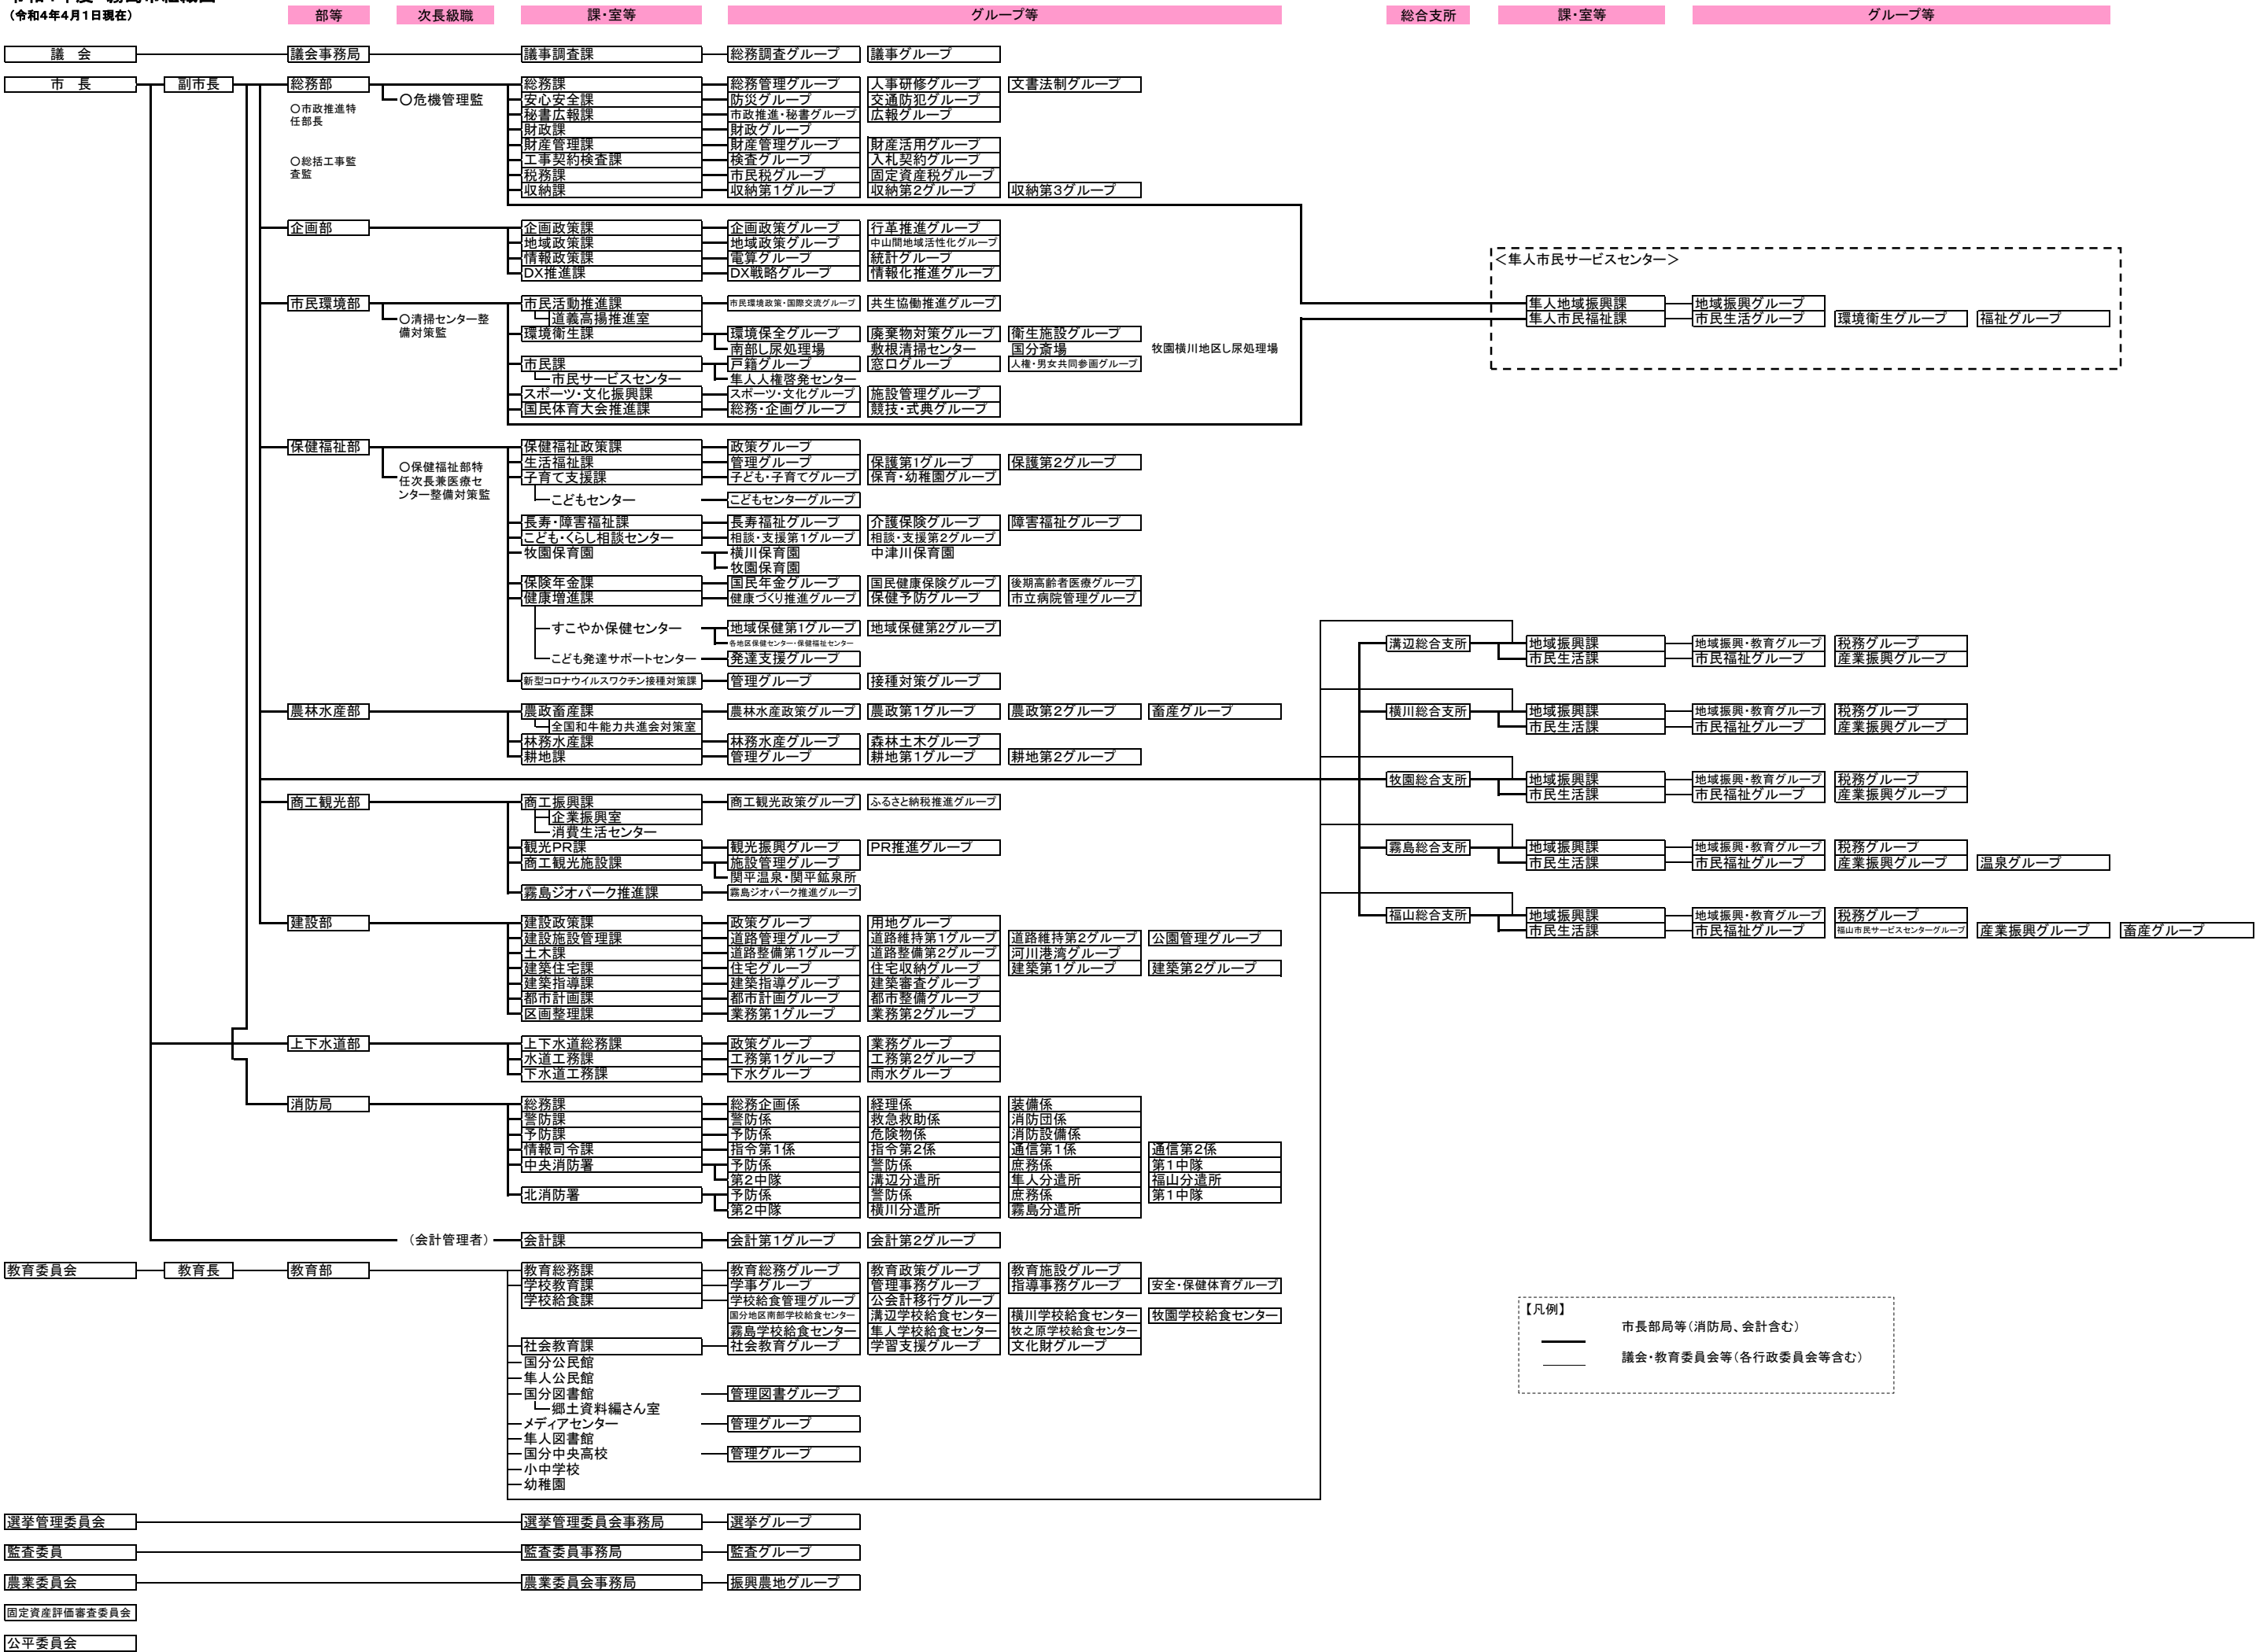 (令和4年4月1日現在)
部等 次長級職 課・室等 グループ等 総合支所 課・室等 グループ等
議 会 議会事務局 議事調査課 総務調査グループ 議事グループ
市 長 副市長 総務部 総務課 総務管理グループ 人事研修グループ 文書法制グループ
○市政推進特任部長
○総括工事監査監
○危機管理監
安心安全課 防災グループ 交通防犯グループ
秘書広報課 市政推進・秘書グループ 広報グループ
財政課 財政グループ
財産管理課 財産管理グループ 財産活用グループ
工事契約検査課 検査グループ 入札契約グループ
税務課 市民税グループ 固定資産税グループ
収納課 収納第1グループ 収納第2グループ 収納第3グループ
企画部 企画政策課 企画政策グループ 行革推進グループ
地域政策課 地域政策グループ 中山間地域活性化グループ
情報政策課 電算グループ 統計グループ
DX推進課 DX戦略グループ 情報化推進グループ
<隼人市民サービスセンター>
隼人地域振興課 地域振興グループ
隼人市民福祉課 市民生活グループ 環境衛生グループ 福祉グループ
市民環境部 市民活動推進課 市民環境政策・国際交流グループ 共生協働推進グループ
○清掃センター整備対策監
道義高揚推進室
環境衛生課 環境保全グループ 廃棄物対策グループ 衛生施設グループ
南部し尿処理場 敷根清掃センター 国分斎場 牧園横川地区し尿処理場
市民課 戸籍グループ 窓口グループ 人権・男女共同参画グループ
市民サービスセンター 隼人人権啓発センター
スポーツ・文化振興課 スポーツ・文化グループ 施設管理グループ
国民体育大会推進課 総務・企画グループ 競技・式典グループ
保健福祉部 保健福祉政策課 政策グループ
○保健福祉部特任次長兼医療センター整備対策監
生活福祉課 管理グループ 保護第1グループ 保護第2グループ
子育て支援課 子ども・子育てグループ 保育・幼稚園グループ
こどもセンター こどもセンターグループ
長寿・障害福祉課 長寿福祉グループ 介護保険グループ 障害福祉グループ
こども・くらし相談センター 相談・支援第1グループ 相談・支援第2グループ
牧園保育園 横川保育園 中津川保育園
牧園保育園
保険年金課 国民年金グループ 国民健康保険グループ 後期高齢者医療グループ
健康増進課 健康づくり推進グループ 保健予防グループ 市立病院管理グループ
すこやか保健センター 地域保健第1グループ 地域保健第2グループ
各地区保健センター・保健福祉センター
こども発達サポートセンター 発達支援グループ
新型コロナウイルスワクチン接種対策課 管理グループ 接種対策グループ
溝辺総合支所 地域振興課 地域振興・教育グループ 税務グループ
市民生活課 市民福祉グループ 産業振興グループ
農林水産部 農政畜産課 農林水産政策グループ 農政第1グループ 農政第2グループ 畜産グループ
全国和牛能力共進会対策室
林務水産課 林務水産グループ 森林土木グループ
耕地課 管理グループ 耕地第1グループ 耕地第2グループ
横川総合支所 地域振興課 地域振興・教育グループ 税務グループ
市民生活課 市民福祉グループ 産業振興グループ
牧園総合支所 地域振興課 地域振興・教育グループ 税務グループ
市民生活課 市民福祉グループ 産業振興グループ
商工観光部 商工振興課 商工観光政策グループ ふるさと納税推進グループ
企業振興室
消費生活センター
観光PR課 観光振興グループ PR推進グループ
商工観光施設課 施設管理グループ
関平温泉・関平鉱泉所
霧島ジオパーク推進課 霧島ジオパーク推進グループ
霧島総合支所 地域振興課 地域振興・教育グループ 税務グループ
市民生活課 市民福祉グループ 産業振興グループ 温泉グループ
福山総合支所 地域振興課 地域振興・教育グループ 税務グループ
市民生活課 市民福祉グループ 福山市民サービスセンターグループ 産業振興グループ 畜産グループ
建設部 建設政策課 政策グループ 用地グループ
建設施設管理課 道路管理グループ 道路維持第1グループ 道路維持第2グループ 公園管理グループ
土木課 道路整備第1グループ 道路整備第2グループ 河川港湾グループ
建築住宅課 住宅グループ 住宅収納グループ 建築第1グループ 建築第2グループ
建築指導課 建築指導グループ 建築審査グループ
都市計画課 都市計画グループ 都市整備グループ
区画整理課 業務第1グループ 業務第2グループ
上下水道部 上下水道総務課 政策グループ 業務グループ
水道工務課 工務第1グループ 工務第2グループ
下水道工務課 下水グループ 雨水グループ
消防局 総務課 総務企画係 経理係 装備係
警防課 警防係 救急救助係 消防団係
予防課 予防係 危険物係 消防設備係
情報司令課 指令第1係 指令第2係 通信第1係 通信第2係
中央消防署 予防係 警防係 庶務係 第1中隊
第2中隊 溝辺分遣所 隼人分遣所 福山分遣所
北消防署 予防係 警防係 庶務係 第1中隊
第2中隊 横川分遣所 霧島分遣所
(会計管理者) 会計課 会計第1グループ 会計第2グループ
教育委員会 教育長 教育部 教育総務課 教育総務グループ 教育政策グループ 教育施設グループ
学校教育課 学事グループ 管理事務グループ 指導事務グループ 安全・保健体育グループ
学校給食課 学校給食管理グループ 公会計移行グループ
国分地区南部学校給食センター 溝辺学校給食センター 横川学校給食センター 牧園学校給食センター
霧島学校給食センター 隼人学校給食センター 牧之原学校給食センター
社会教育課 社会教育グループ 学習支援グループ 文化財グループ
国分公民館
隼人公民館
国分図書館 管理図書グループ
郷土資料編さん室
メディアセンター 管理グループ
隼人図書館
国分中央高校 管理グループ
小中学校
幼稚園
【凡例】
市長部局等(消防局、会計含む)
議会・教育委員会等(各行政委員会等含む)
選挙管理委員会 選挙管理委員会事務局 選挙グループ
監査委員 監査委員事務局 監査グループ
農業委員会 農業委員会事務局 振興農地グループ
固定資産評価審査委員会
公平委員会